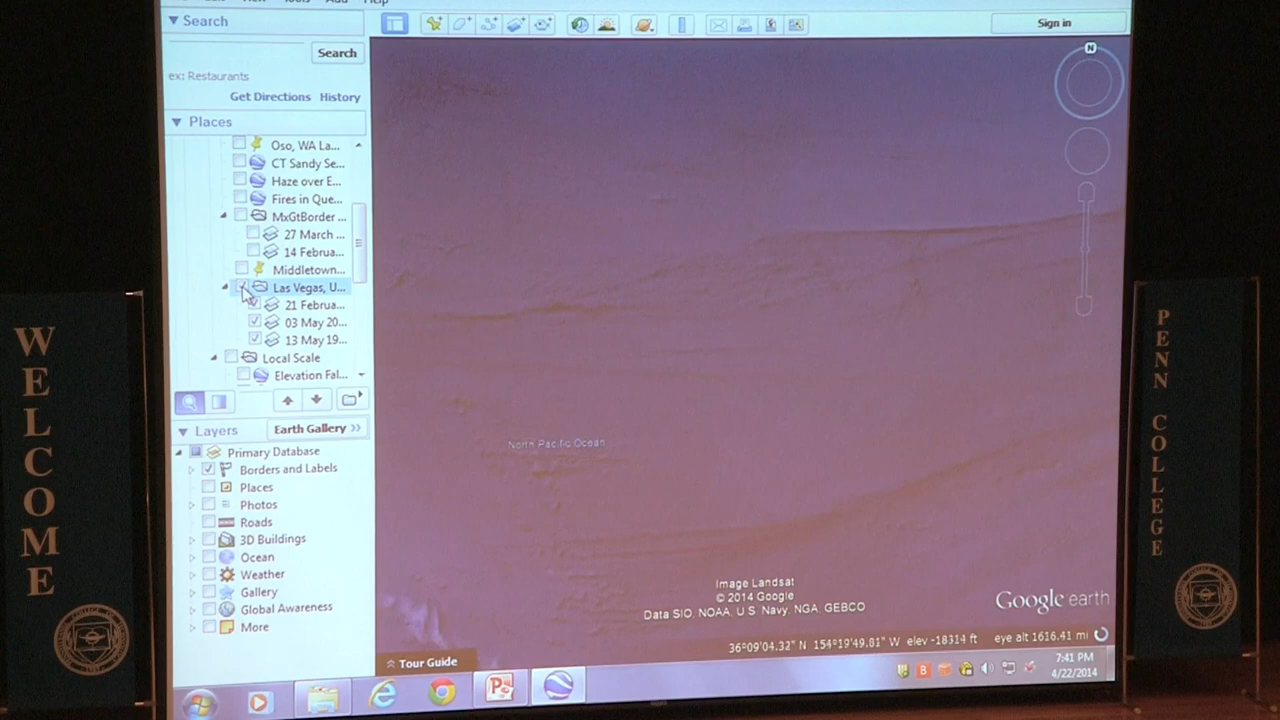 Help
Search
Sign in
Search
ex: Restaurants
Get Directions History
Places
Oso, WA La...
CT Sandy Se...
Haze over E...
Fires in Que...
MxGtBorder ...
27 March ...
14 Februa...
Middletown...
Las Vegas, U...
21 Februa...
03 May 20...
13 May 19...
Local Scale
Elevation Fal...
Layers
Earth Gallery >>
Primary Database
Borders and Labels
Places
Photos
Roads
3D Buildings
Ocean
Weather
Gallery
Global Awareness
More
N
North Pacific Ocean
Image Landsat
© 2014 Google
Data SIO, NOAA, U.S. Navy, NGA, GEBCO
Google earth
36°09'04.32" N 154°19'49.81" W elev -18314 ft eye alt 1616.41 mi
Tour Guide
7:41 PM
4/22/2014
WELCOME
PENN COLLEGE